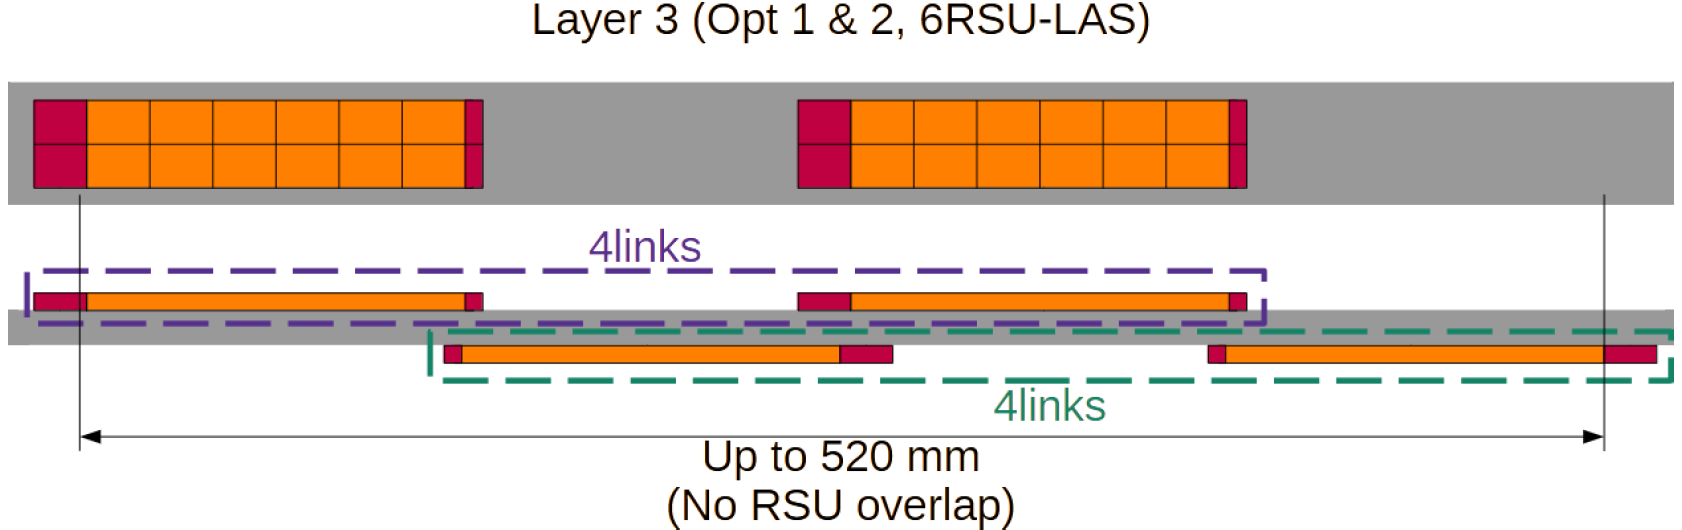 Layer 3 (Opt 1 & 2, 6RSU-LAS)
4links
4links
Up to 520 mm
(No RSU overlap)